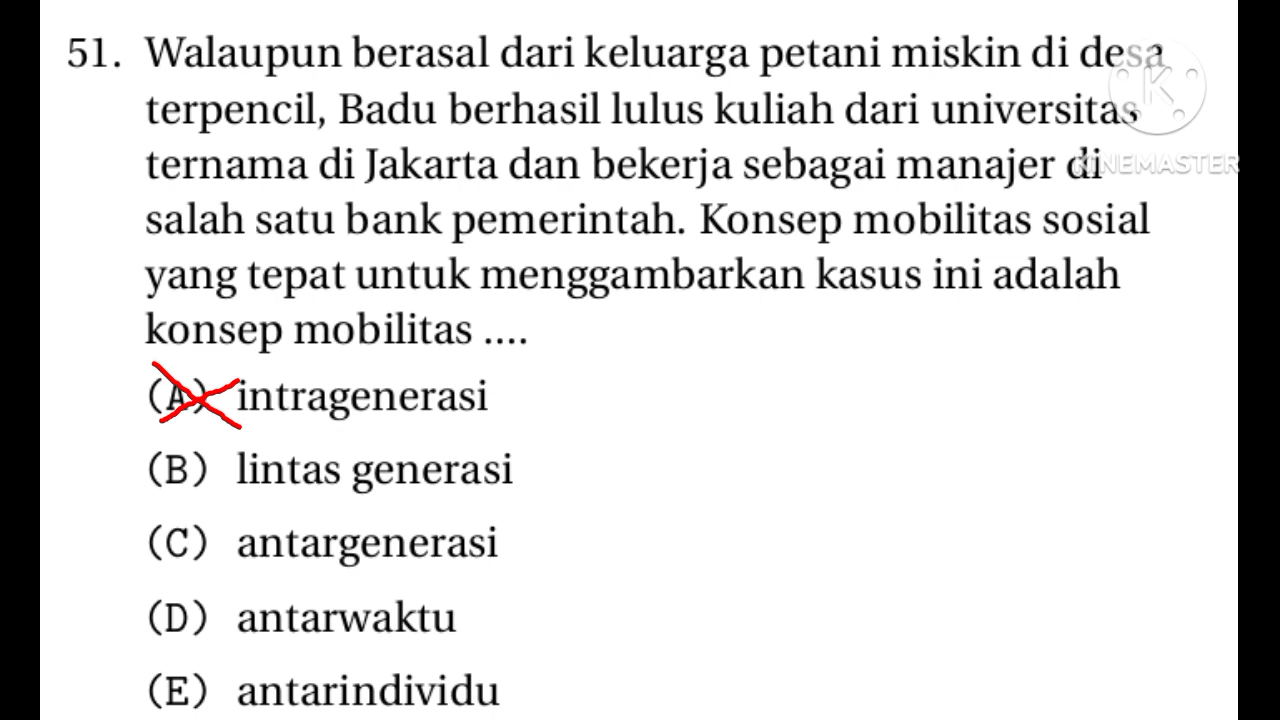 51. Walaupun berasal dari keluarga petani miskin di desa
terpencil, Badu berhasil lulus kuliah dari universitas
ternama di Jakarta dan bekerja sebagai manajer di
KINEMASTER
salah satu bank pemerintah. Konsep mobilitas sosial
yang tepat untuk menggambarkan kasus ini adalah
konsep mobilitas ....
(A) intragenerasi
(B) lintas generasi
(C) antargenerasi
(D) antarwaktu
(E) antarindividu